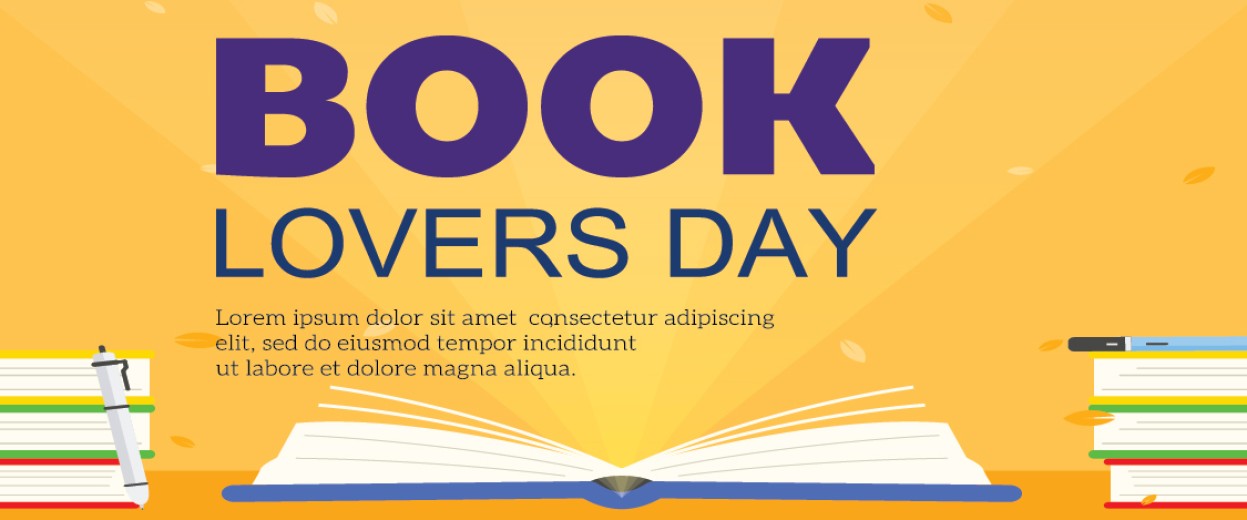 BOOK
LOVERS DAY
Lorem ipsum dolor sit amet consectetur adipiscing
elit, sed do eiusmod tempor incididunt
ut labore et dolore magna aliqua.